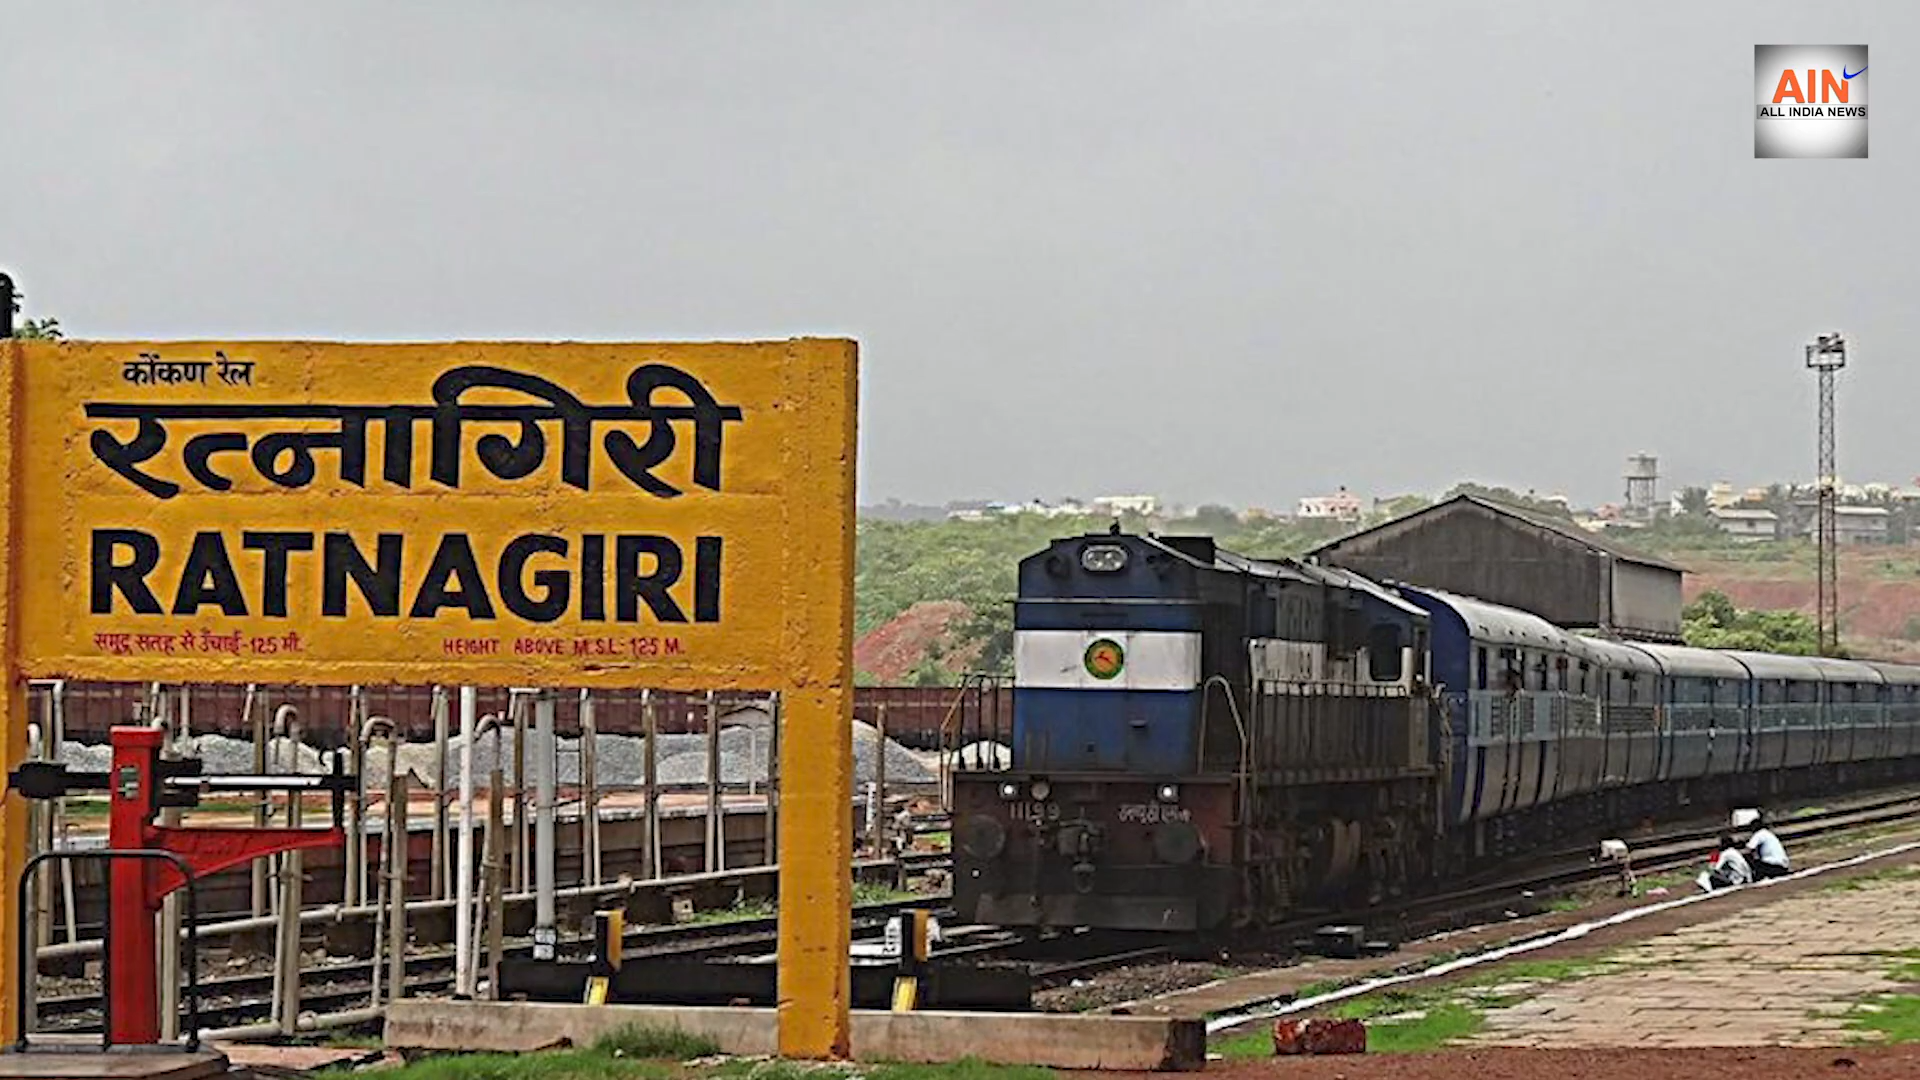 AIN
ALL INDIA NEWS
कोंकण रेल
रत्नागिरी
RATNAGIRI
समुद्र सतह से उँचाई-125 मी.
HEIGHT ABOVE M.S.L.- 125 M.
11199